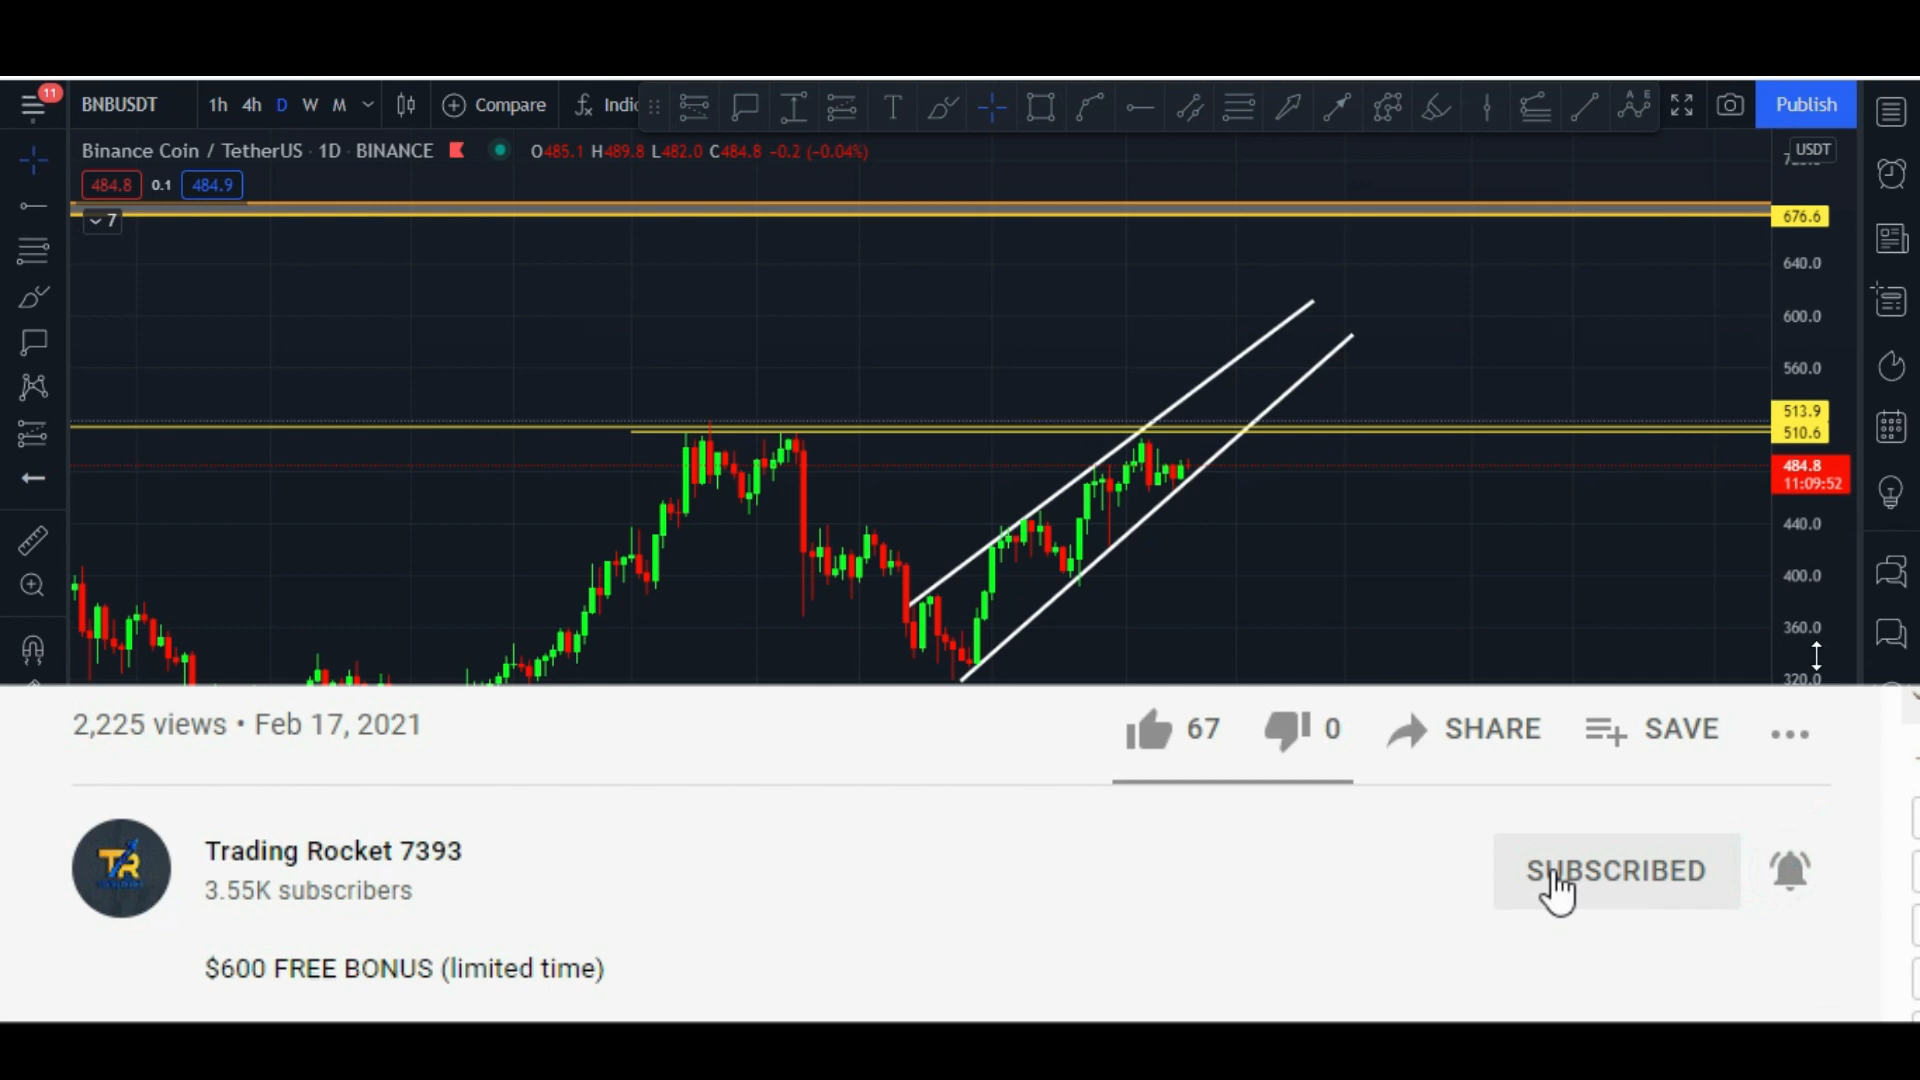 11
BNBUSDT 1h 4h D W M Compare Indic A E Publish
Binance Coin / TetherUS · 1D · BINANCE O485.1 H489.8 L482.0 C484.8 -0.2 (-0.04%)
USDT
484.8 0.1 484.9
7
676.6
640.0
600.0
560.0
513.9
510.6
484.8
11:09:52
440.0
400.0
360.0
320.0
2,225 views • Feb 17, 2021
67 0 SHARE SAVE
TR
Trading Rocket 7393
3.55K subscribers
SUBSCRIBED
$600 FREE BONUS (limited time)